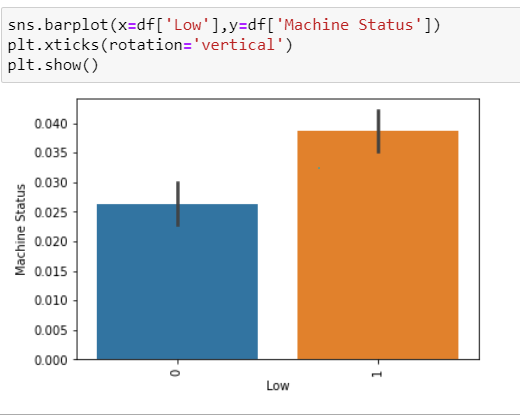 sns.barplot(x=df['Low'],y=df['Machine Status'])
plt.xticks(rotation='vertical')
plt.show()
0.040
0.035
0.030
0.025
0.020
0.015
0.010
0.005
0.000
Machine Status
0
1
Low